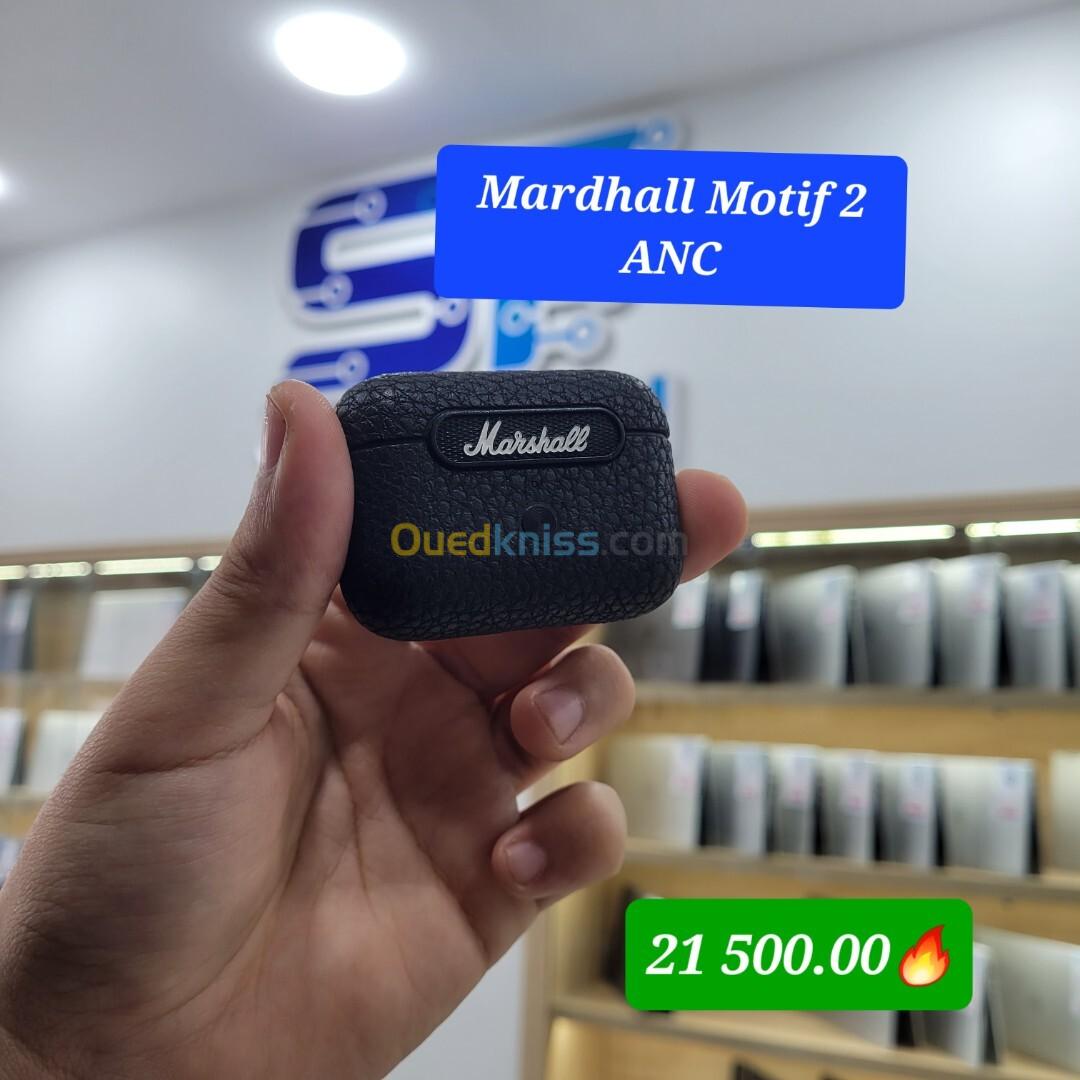 Mardhall Motif 2
ANC
Marshall
Ouedkniss.com
21 500.00🔥